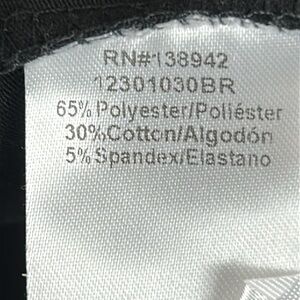 RN#138942
12301030BR
65% Polyester/Poliéster
30%Cotton/Algodón
5% Spandex/Elastano